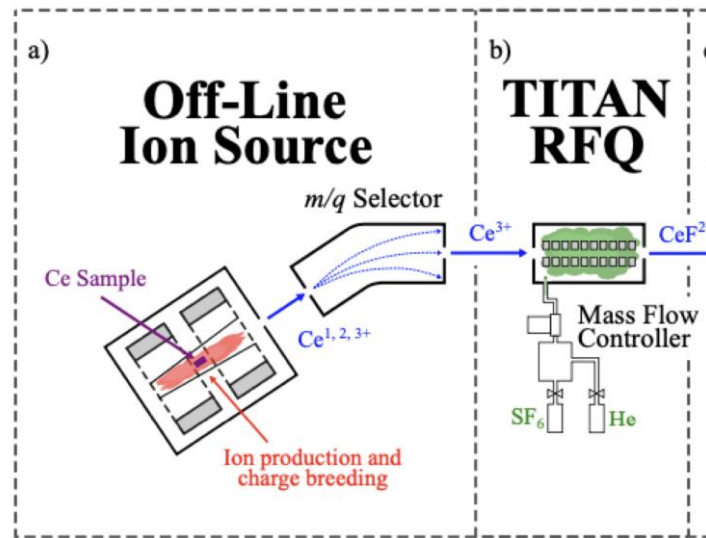 a)
Off-Line
Ion Source
m/q Selector
Ce Sample
Ce1, 2, 3+
Ion production and
charge breeding
b)
TITAN
RFQ
Ce3+
CeF2
Mass Flow
Controller
SF6
He